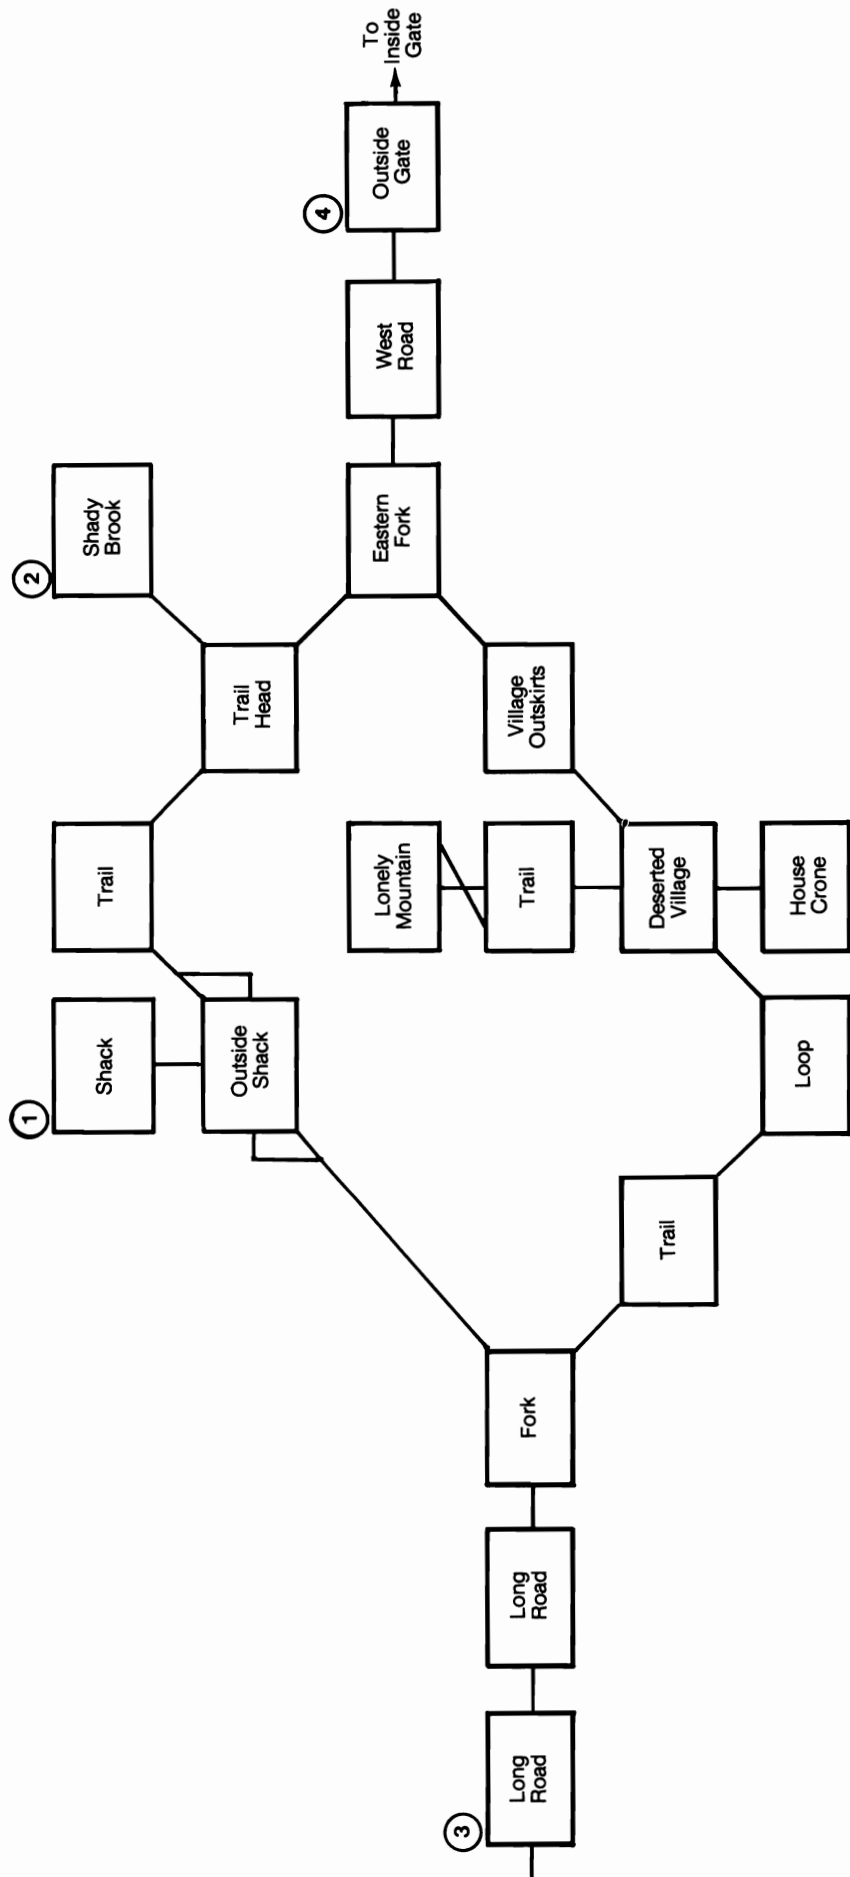 1
Shack
Trail
2
Shady
Brook
Outside
Shack
Trail
Head
Lonely
Mountain
Eastern
Fork
West
Road
4
Outside
Gate
To
Inside
Gate
3
Long
Road
Long
Road
Fork
Trail
Village
Outskirts
Trail
Deserted
Village
Loop
House
Crone